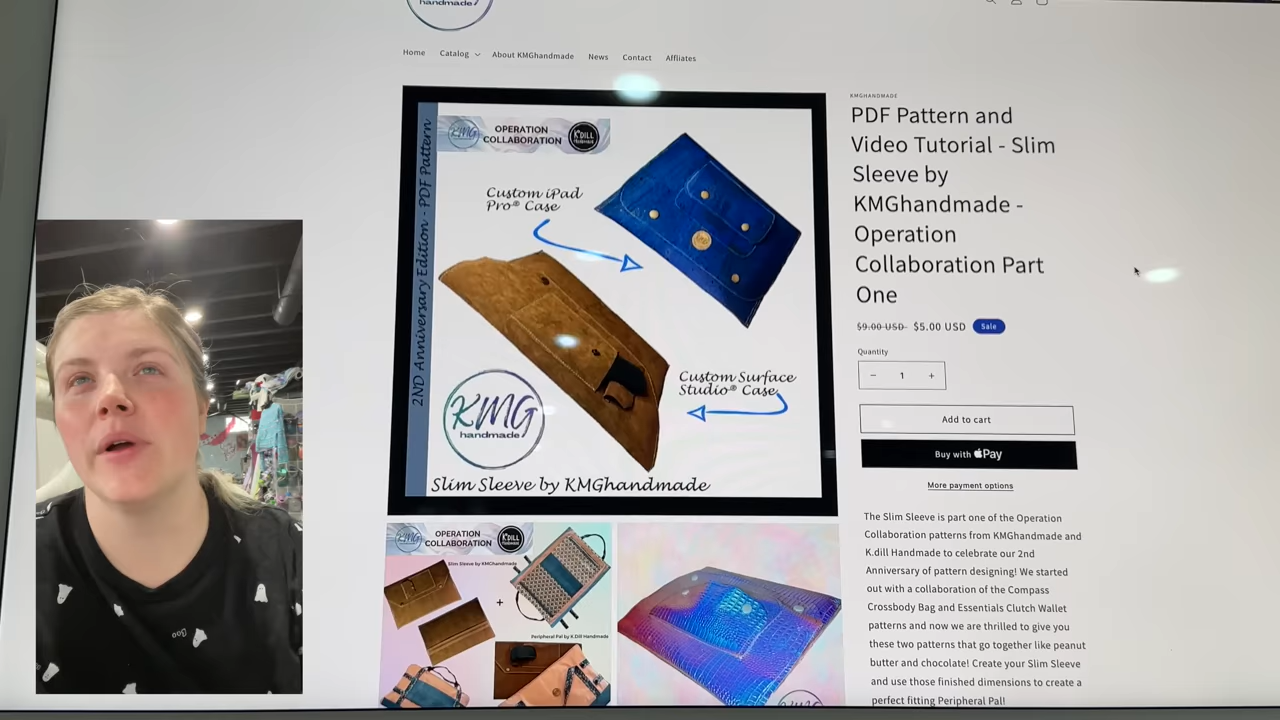 handmade
Home
Catalog
About KMGhandmade
News
Contact
Affliates
2ND Anniversary Edition - PDF Pattern
KMG
OPERATION
COLLABORATION
K.DILL
HANDMADE
Custom iPad
Pro® Case
Custom Surface
Studio® Case
KMG
handmade
Slim Sleeve by KMGhandmade
KMGHANDMADE
PDF Pattern and
Video Tutorial - Slim
Sleeve by
KMGhandmade -
Operation
Collaboration Part
One
$9.00 USD $5.00 USD Sale
Quantity
− 1 +
Add to cart
Buy with Pay
More payment options
The Slim Sleeve is part one of the Operation
Collaboration patterns from KMGhandmade and
K.dill Handmade to celebrate our 2nd
Anniversary of pattern designing! We started
out with a collaboration of the Compass
Crossbody Bag and Essentials Clutch Wallet
patterns and now we are thrilled to give you
these two patterns that go together like peanut
butter and chocolate! Create your Slim Sleeve
and use those finished dimensions to create a
perfect fitting Peripheral Pal!
KMG
OPERATION
COLLABORATION
K.DILL
Slim Sleeve by KMGhandmade
+
Peripheral Pal by K.Dill Handmade
KMG
Boo